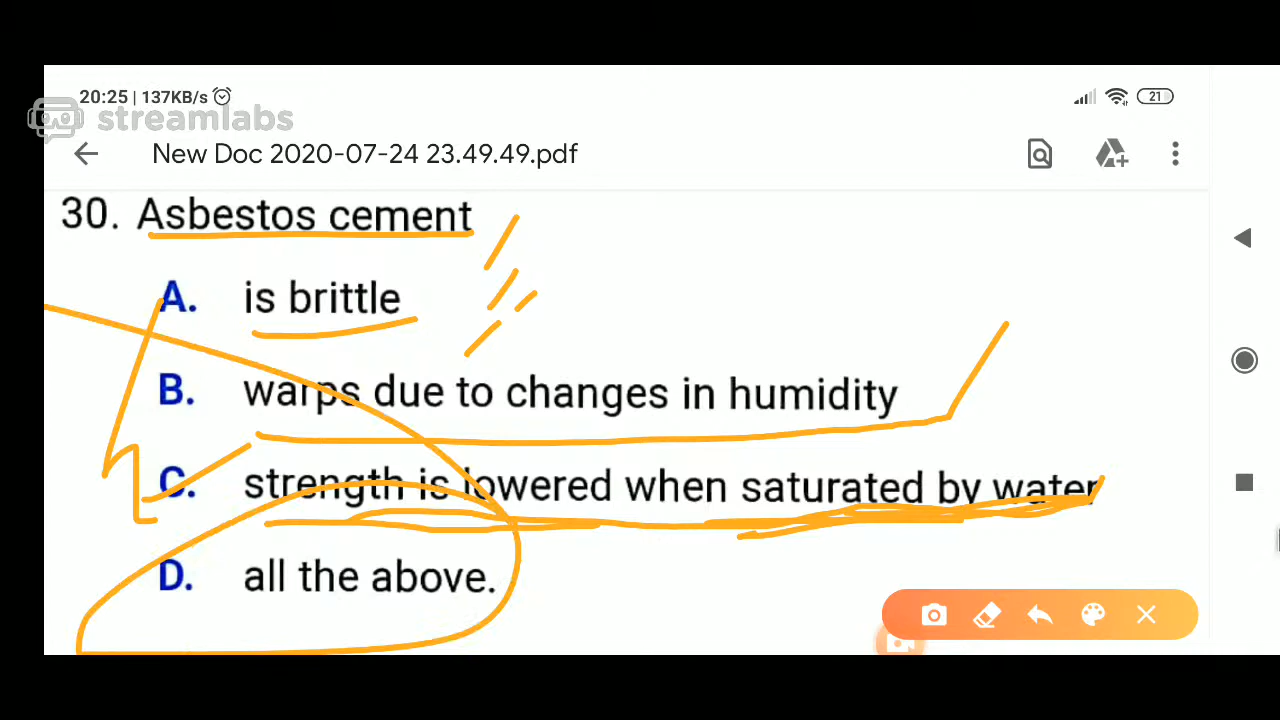 20:25 | 137KB/s
21
streamlabs
New Doc 2020-07-24 23.49.49.pdf
30. Asbestos cement
A. is brittle
B. warps due to changes in humidity
C. strength is lowered when saturated by water
D. all the above.